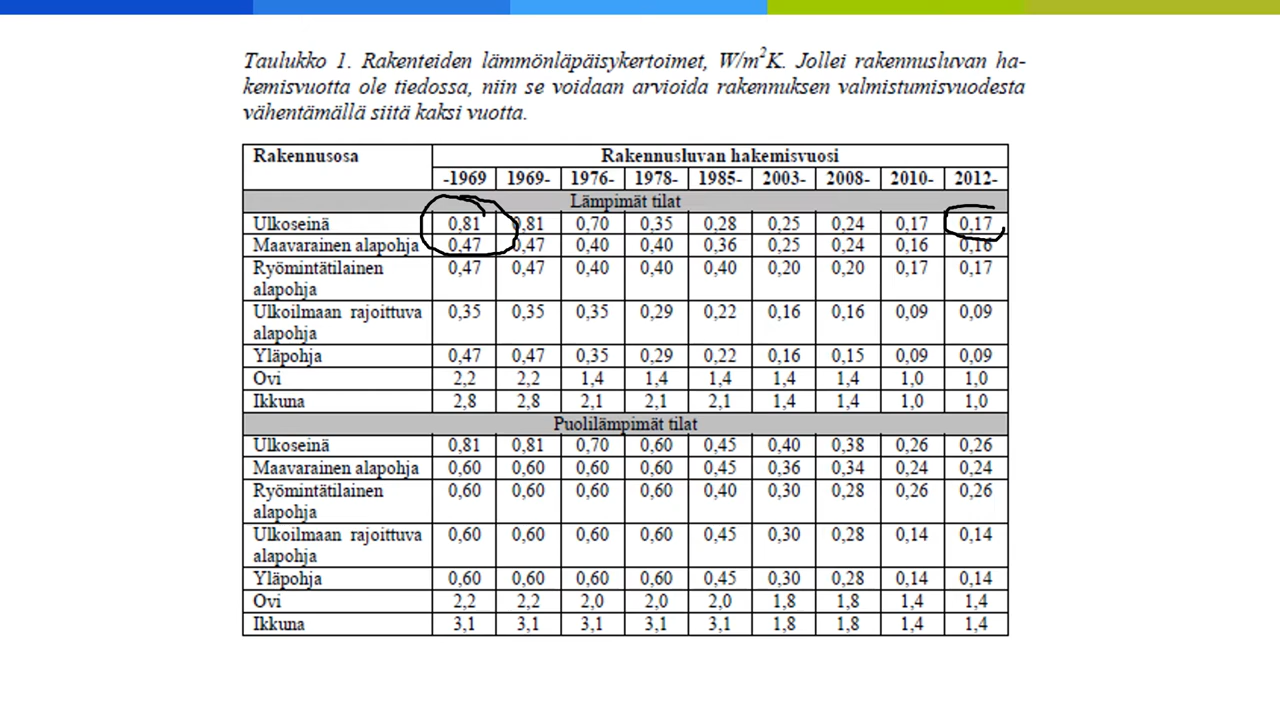 Taulukko 1. Rakenteiden lämmönläpäisykertoimet, W/m²K. Jollei rakennusluvan ha-
kemisvuotta ole tiedossa, niin se voidaan arvioida rakennuksen valmistumisvuodesta
vähentämällä siitä kaksi vuotta.
Rakennusosa Rakennusluvan hakemisvuosi
-1969 1969- 1976- 1978- 1985- 2003- 2008- 2010- 2012-
Lämpimät tilat
Ulkoseinä 0,81 0,81 0,70 0,35 0,28 0,25 0,24 0,17 0,17
Maavarainen alapohja 0,47 0,47 0,40 0,40 0,36 0,25 0,24 0,16 0,16
Ryömintätilainen 0,47 0,47 0,40 0,40 0,40 0,20 0,20 0,17 0,17
alapohja
Ulkoilmaan rajoittuva 0,35 0,35 0,35 0,29 0,22 0,16 0,16 0,09 0,09
alapohja
Yläpohja 0,47 0,47 0,35 0,29 0,22 0,16 0,15 0,09 0,09
Ovi 2,2 2,2 1,4 1,4 1,4 1,4 1,4 1,0 1,0
Ikkuna 2,8 2,8 2,1 2,1 2,1 1,4 1,4 1,0 1,0
Puolilämpimät tilat
Ulkoseinä 0,81 0,81 0,70 0,60 0,45 0,40 0,38 0,26 0,26
Maavarainen alapohja 0,60 0,60 0,60 0,60 0,45 0,36 0,34 0,24 0,24
Ryömintätilainen 0,60 0,60 0,60 0,60 0,40 0,30 0,28 0,26 0,26
alapohja
Ulkoilmaan rajoittuva 0,60 0,60 0,60 0,60 0,45 0,30 0,28 0,14 0,14
alapohja
Yläpohja 0,60 0,60 0,60 0,60 0,45 0,30 0,28 0,14 0,14
Ovi 2,2 2,2 2,0 2,0 2,0 1,8 1,8 1,4 1,4
Ikkuna 3,1 3,1 3,1 3,1 3,1 1,8 1,8 1,4 1,4